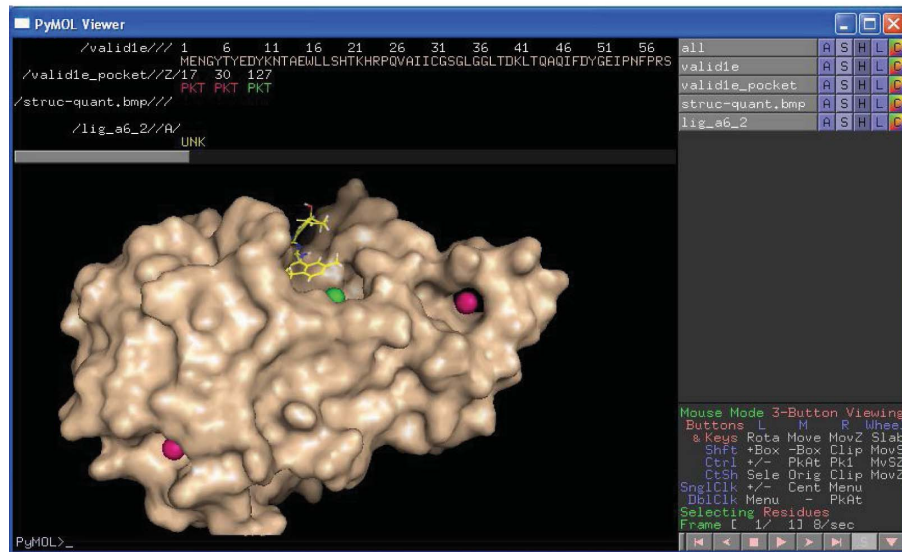 PyMOL Viewer
/valid1e/// 1 6 11 16 21 26 31 36 41 46 51 56
MENGYTYEDYKNTAEWLLSHTKHRPQVAIICGSGLGGLTDKLTQAQIFDYGEIPNFPRS
/valid1e_pocket//Z/ 17 30 127
PKT PKT PKT
/struc-quant.bmp///
/lig_a6_2//A/
UNK
all A S H L C
valid1e A S H L C
valid1e_pocket A S H L C
struc-quant.bmp A S H L C
lig_a6_2 A S H L C
Mouse Mode 3-Button Viewing
Buttons L M R Wheel
& Keys Rota Move MovZ Slab
Shft +Box -Box Clip MovS
Ctrl +/- PkAt Pk1 MvSZ
CtSh Sele Orig Clip MovZ
SnglClk +/- Cent Menu
DblClk Menu - PkAt
Selecting Residues
Frame [ 1/ 1] 8/sec
S
PyMOL>_